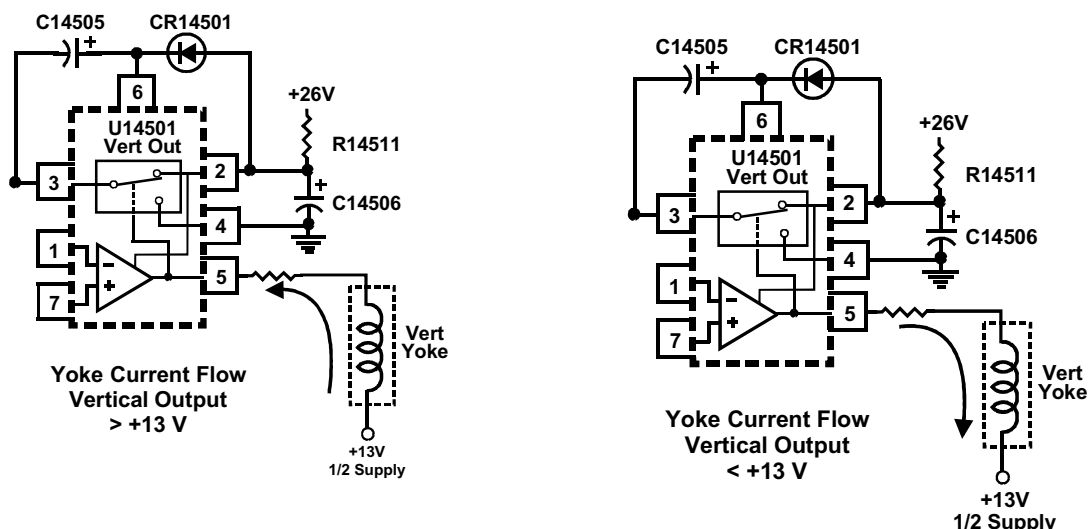 C14505
CR14501
+
6
+26V
U14501
Vert Out
R14511
2
3
+
C14506
4
1
−
5
+
7
Vert
Yoke
Yoke Current Flow
Vertical Output
> +13 V
+13V
1/2 Supply
C14505
CR14501
+
6
+26V
U14501
Vert Out
R14511
2
3
+
C14506
4
1
−
5
+
7
Vert
Yoke
Yoke Current Flow
Vertical Output
< +13 V
+13V
1/2 Supply